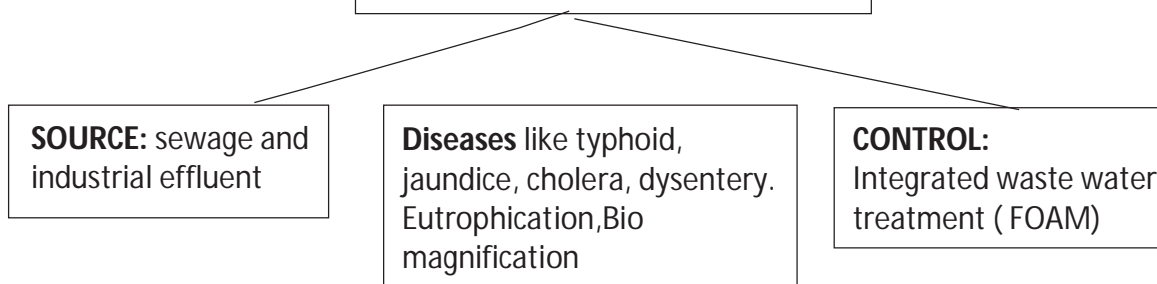 SOURCE: sewage and
industrial effluent
Diseases like typhoid,
jaundice, cholera, dysentery.
Eutrophication,Bio
magnification
CONTROL:
Integrated waste water
treatment ( FOAM)